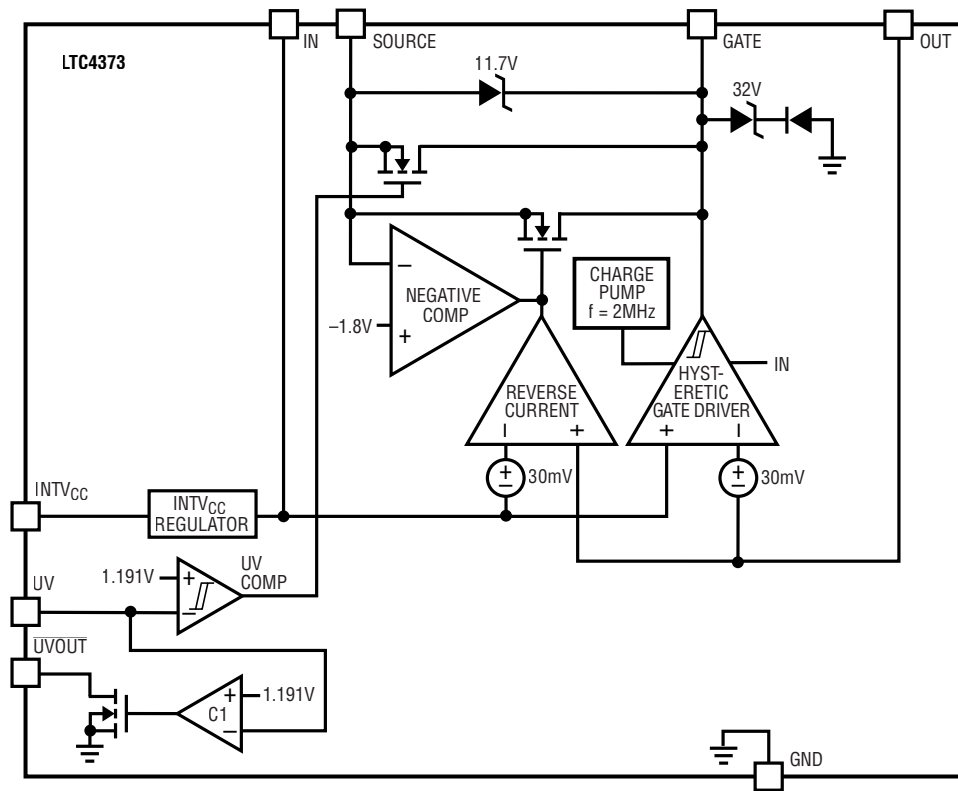 IN
SOURCE
GATE
OUT
LTC4373
11.7V
32V
−
NEGATIVE
COMP
–1.8V
+
CHARGE
PUMP
f = 2MHz
IN
HYST-
ERETIC
GATE DRIVER
+ −
REVERSE
CURRENT
− +
+
−
30mV
+
−
30mV
INTVCC
INTVCC
REGULATOR
UV
1.191V
+
−
UV
COMP
UVOUT
C1
+
−
1.191V
GND